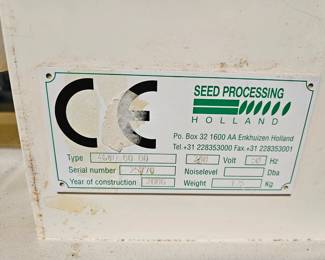 CE
SEED PROCESSING
HOLLAND
Po. Box 32 1600 AA Enkhuizen Holland
Tel.+31 228353000 Fax.+31 228353001
Type Volt Hz
Serial number Noiselevel Dba
Year of construction 2006 Weight Kg